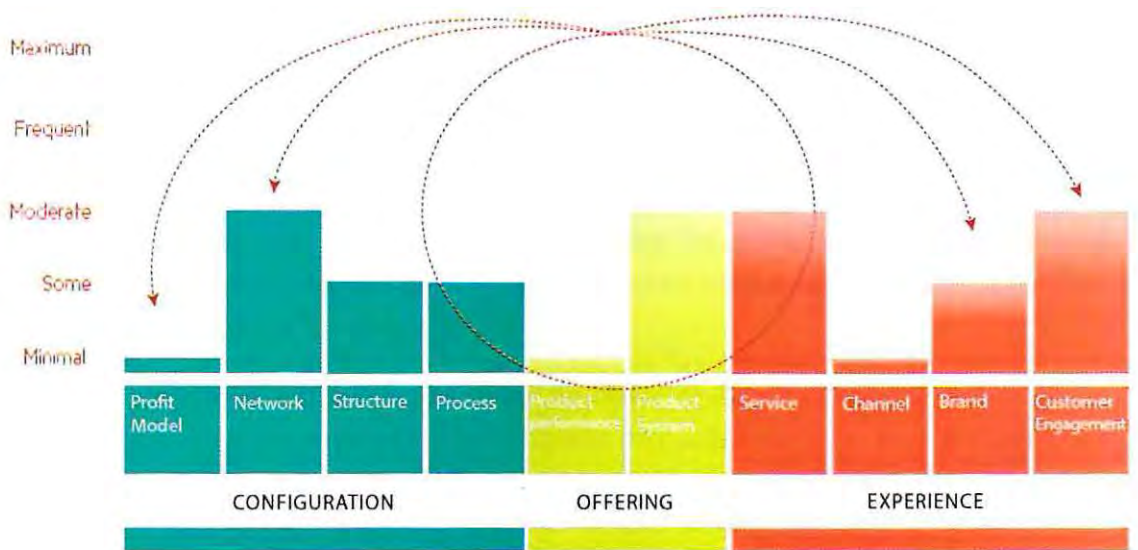 Maximum
Frequent
Moderate
Some
Minimal
Profit
Model
Network
Structure
Process
Product
performance
Product
System
Service
Channel
Brand
Customer
Engagement
CONFIGURATION
OFFERING
EXPERIENCE